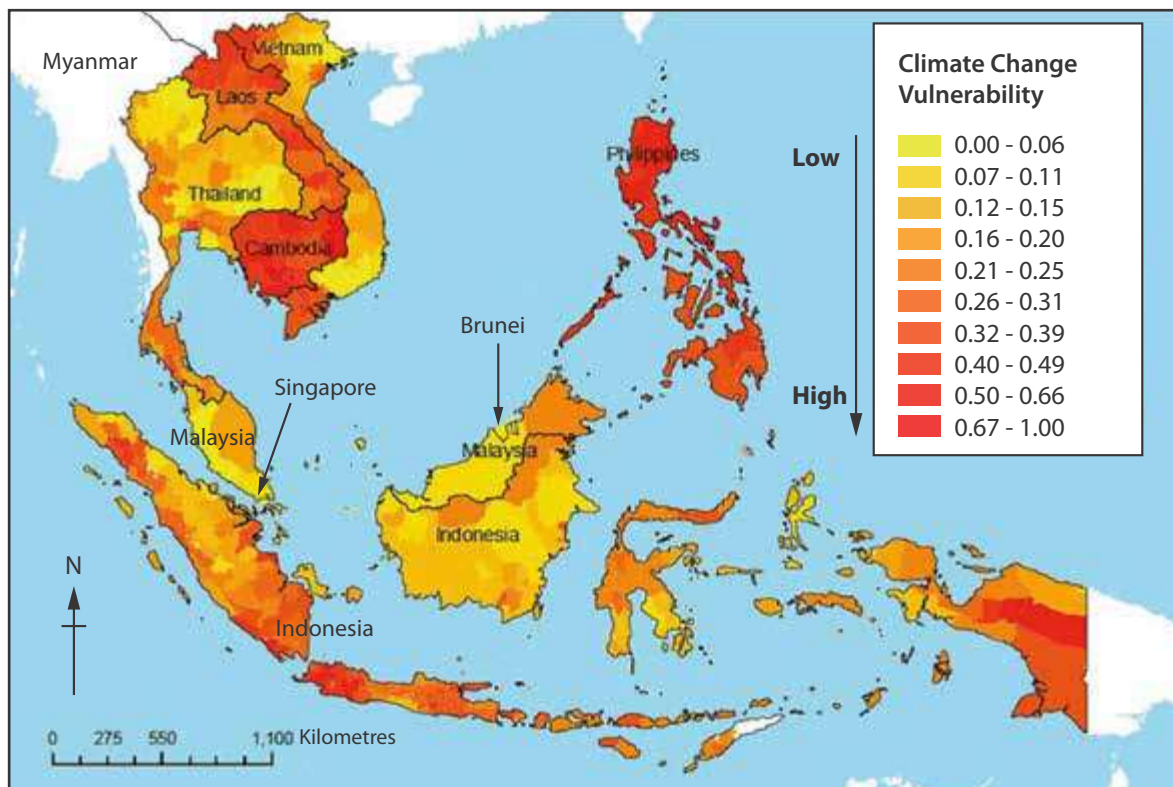 Myanmar
Vietnam
Laos
Thailand
Cambodia
Philippines
Brunei
Singapore
Malaysia
Malaysia
Indonesia
Indonesia
N
0 275 550 1,100 Kilometres
Climate Change
Vulnerability
Low
High
0.00 - 0.06
0.07 - 0.11
0.12 - 0.15
0.16 - 0.20
0.21 - 0.25
0.26 - 0.31
0.32 - 0.39
0.40 - 0.49
0.50 - 0.66
0.67 - 1.00